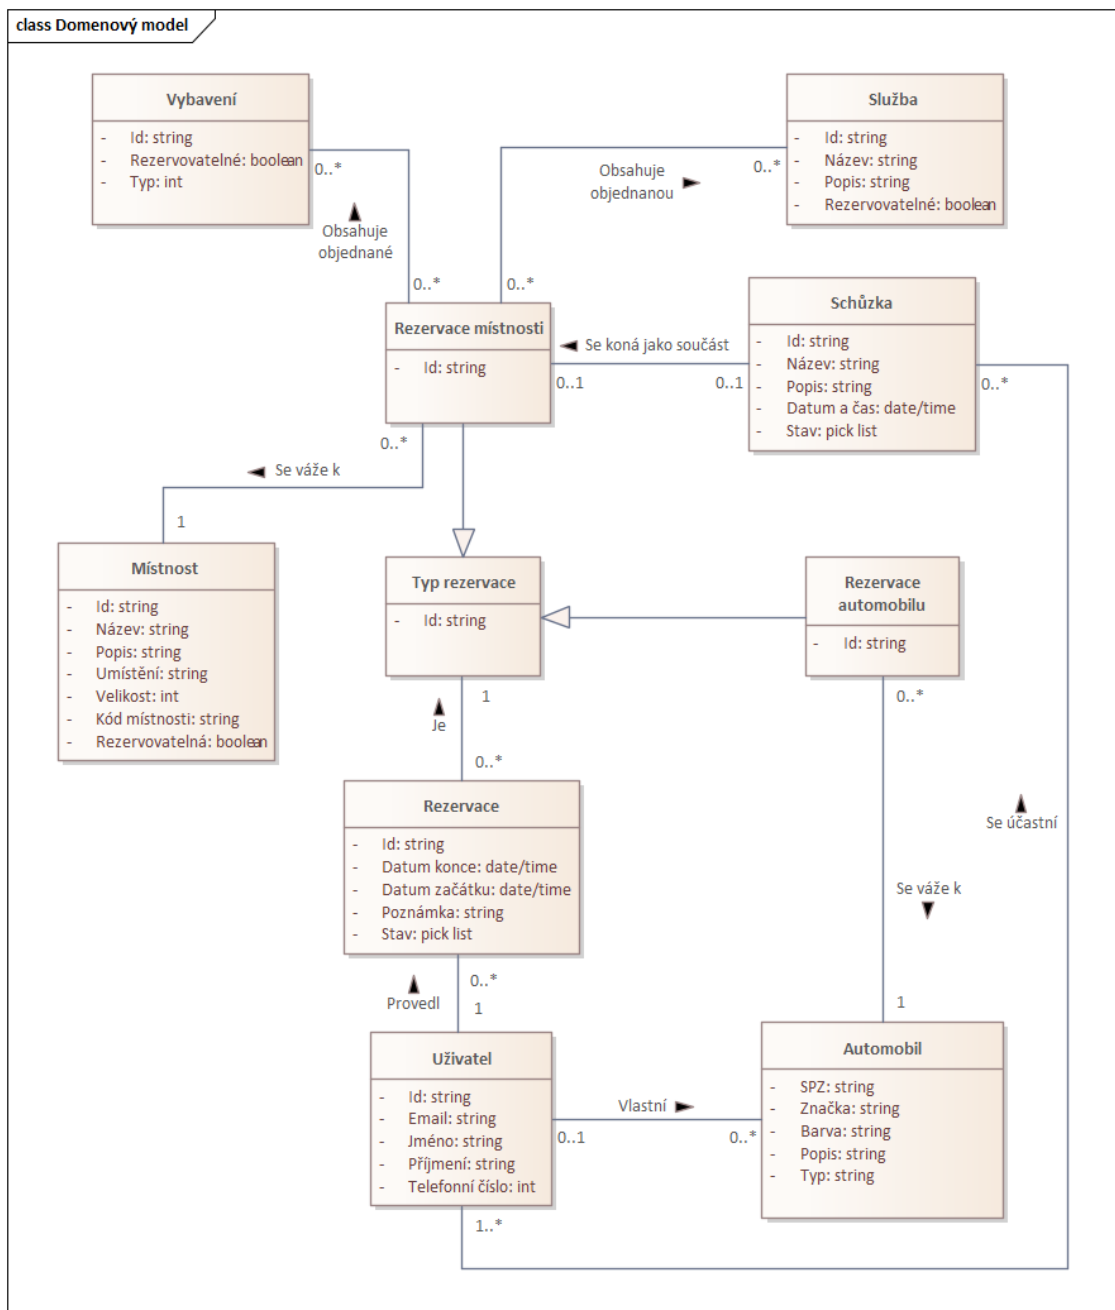 class Domenový model
Vybavení
- Id: string
- Rezervovatelné: boolean
- Typ: int
0..*
Obsahuje
objednané
0..*
Služba
- Id: string
- Název: string
- Popis: string
- Rezervovatelné: boolean
0..*
Obsahuje
objednanou
0..*
Rezervace místnosti
- Id: string
Schůzka
- Id: string
- Název: string
- Popis: string
- Datum a čas: date/time
- Stav: pick list
Se koná jako součást
0..1
0..1
0..*
0..*
Se váže k
1
Místnost
- Id: string
- Název: string
- Popis: string
- Umístění: string
- Velikost: int
- Kód místnosti: string
- Rezervovatelná: boolean
Typ rezervace
- Id: string
Rezervace
automobilu
- Id: string
1
Je
0..*
0..*
Rezervace
- Id: string
- Datum konce: date/time
- Datum začátku: date/time
- Poznámka: string
- Stav: pick list
Se účastní
Se váže k
0..*
Provedl
1
1
Uživatel
- Id: string
- Email: string
- Jméno: string
- Příjmení: string
- Telefonní číslo: int
Vlastní
0..1
0..*
Automobil
- SPZ: string
- Značka: string
- Barva: string
- Popis: string
- Typ: string
1..*